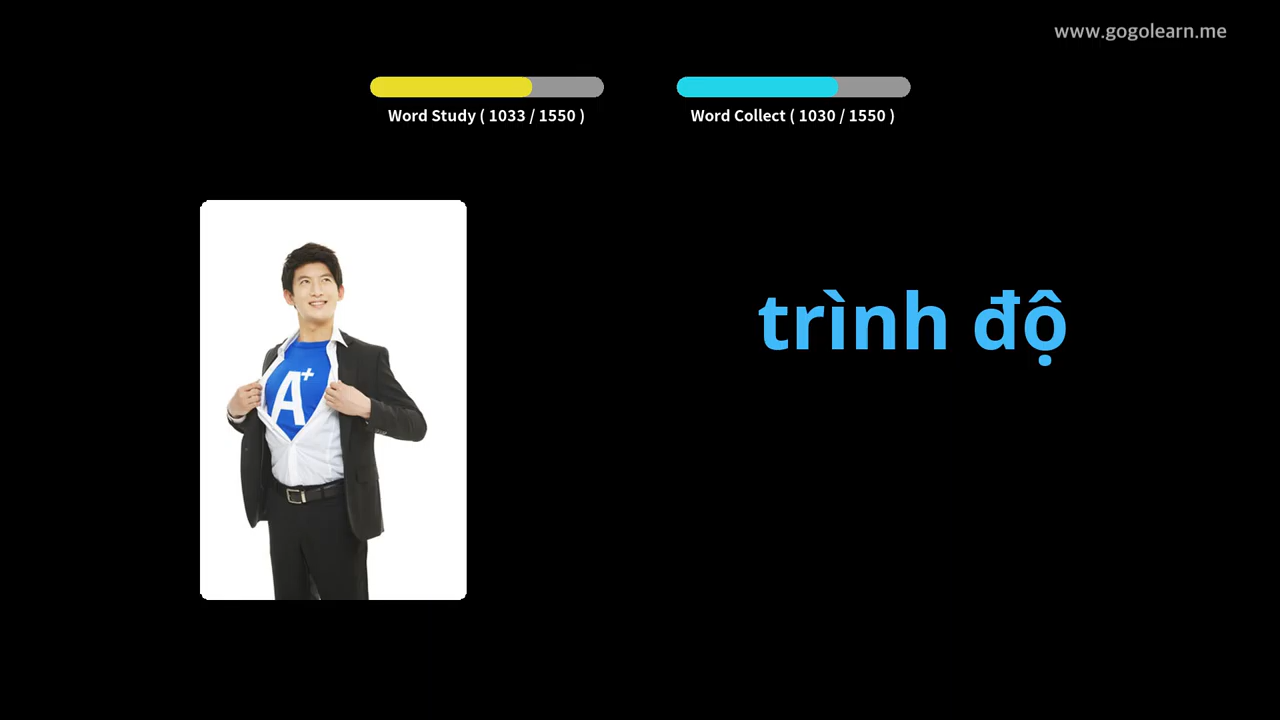 www.gogolearn.me
Word Study ( 1033 / 1550 )
Word Collect ( 1030 / 1550 )
A+
trình độ